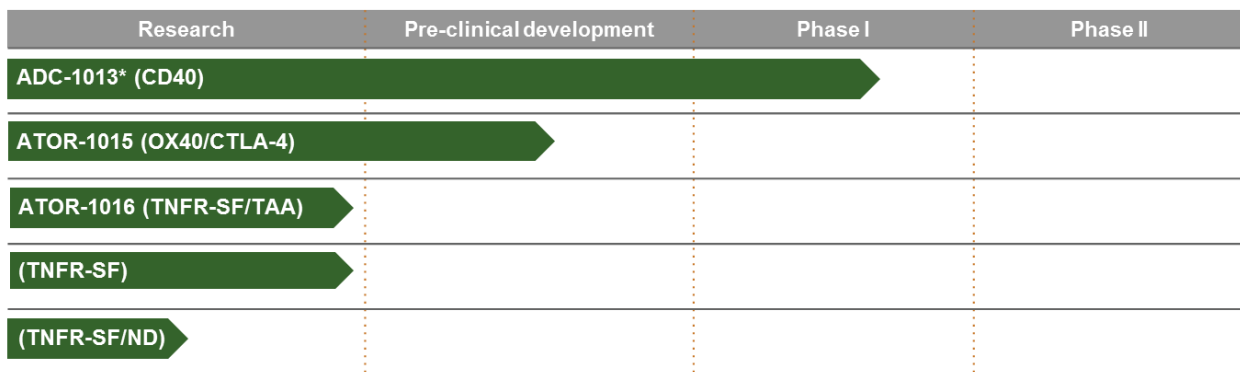 Research Pre-clinical development Phase I Phase II
ADC-1013* (CD40)
ATOR-1015 (OX40/CTLA-4)
ATOR-1016 (TNFR-SF/TAA)
(TNFR-SF)
(TNFR-SF/ND)